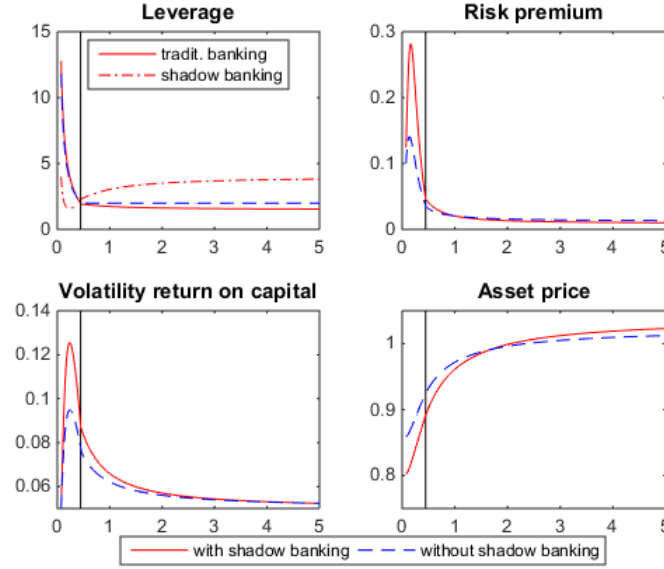 Leverage
15
10
5
0
0 1 2 3 4 5
tradit. banking
shadow banking
Risk premium
0.3
0.2
0.1
0
0 1 2 3 4 5
Volatility return on capital
0.14
0.12
0.1
0.08
0.06
0 1 2 3 4 5
Asset price
1
0.9
0.8
0 1 2 3 4 5
with shadow banking
without shadow banking